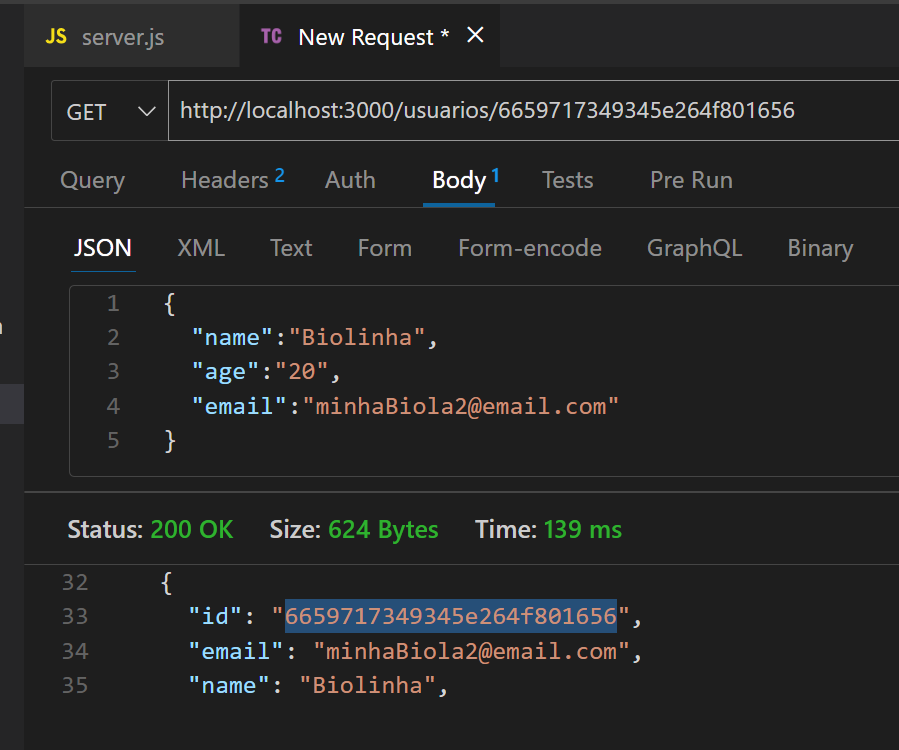 JS server.js TC New Request * ×
GET http://localhost:3000/usuarios/6659717349345e264f801656
Query Headers 2 Auth Body 1 Tests Pre Run
JSON XML Text Form Form-encode GraphQL Binary
1 {
2 "name":"Biolinha",
3 "age":"20",
4 "email":"minhaBiola2@email.com"
5 }
Status: 200 OK Size: 624 Bytes Time: 139 ms
32 {
33 "id": "6659717349345e264f801656",
34 "email": "minhaBiola2@email.com",
35 "name": "Biolinha",